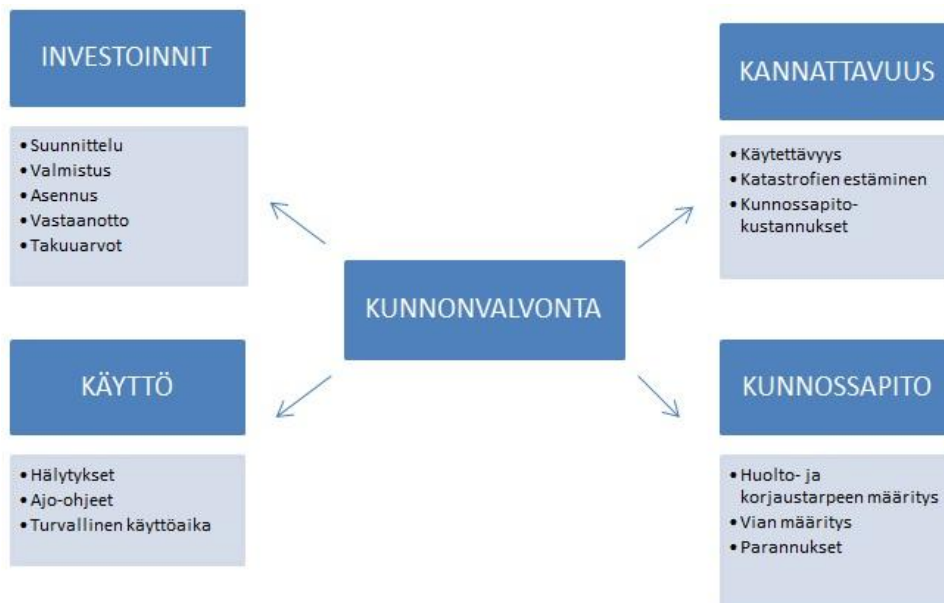 INVESTOINNIT
• Suunnittelu
• Valmistus
• Asennus
• Vastaanotto
• Takuuarvot
KANNATTAVUUS
• Käytettävyys
• Katastrofien estäminen
• Kunnossapito-
kustannukset
KUNNONVALVONTA
KÄYTTÖ
• Hälytykset
• Ajo-ohjeet
• Turvallinen käyttöaika
KUNNOSSAPITO
• Huolto- ja
korjaustarpeen määritys
• Vian määritys
• Parannukset